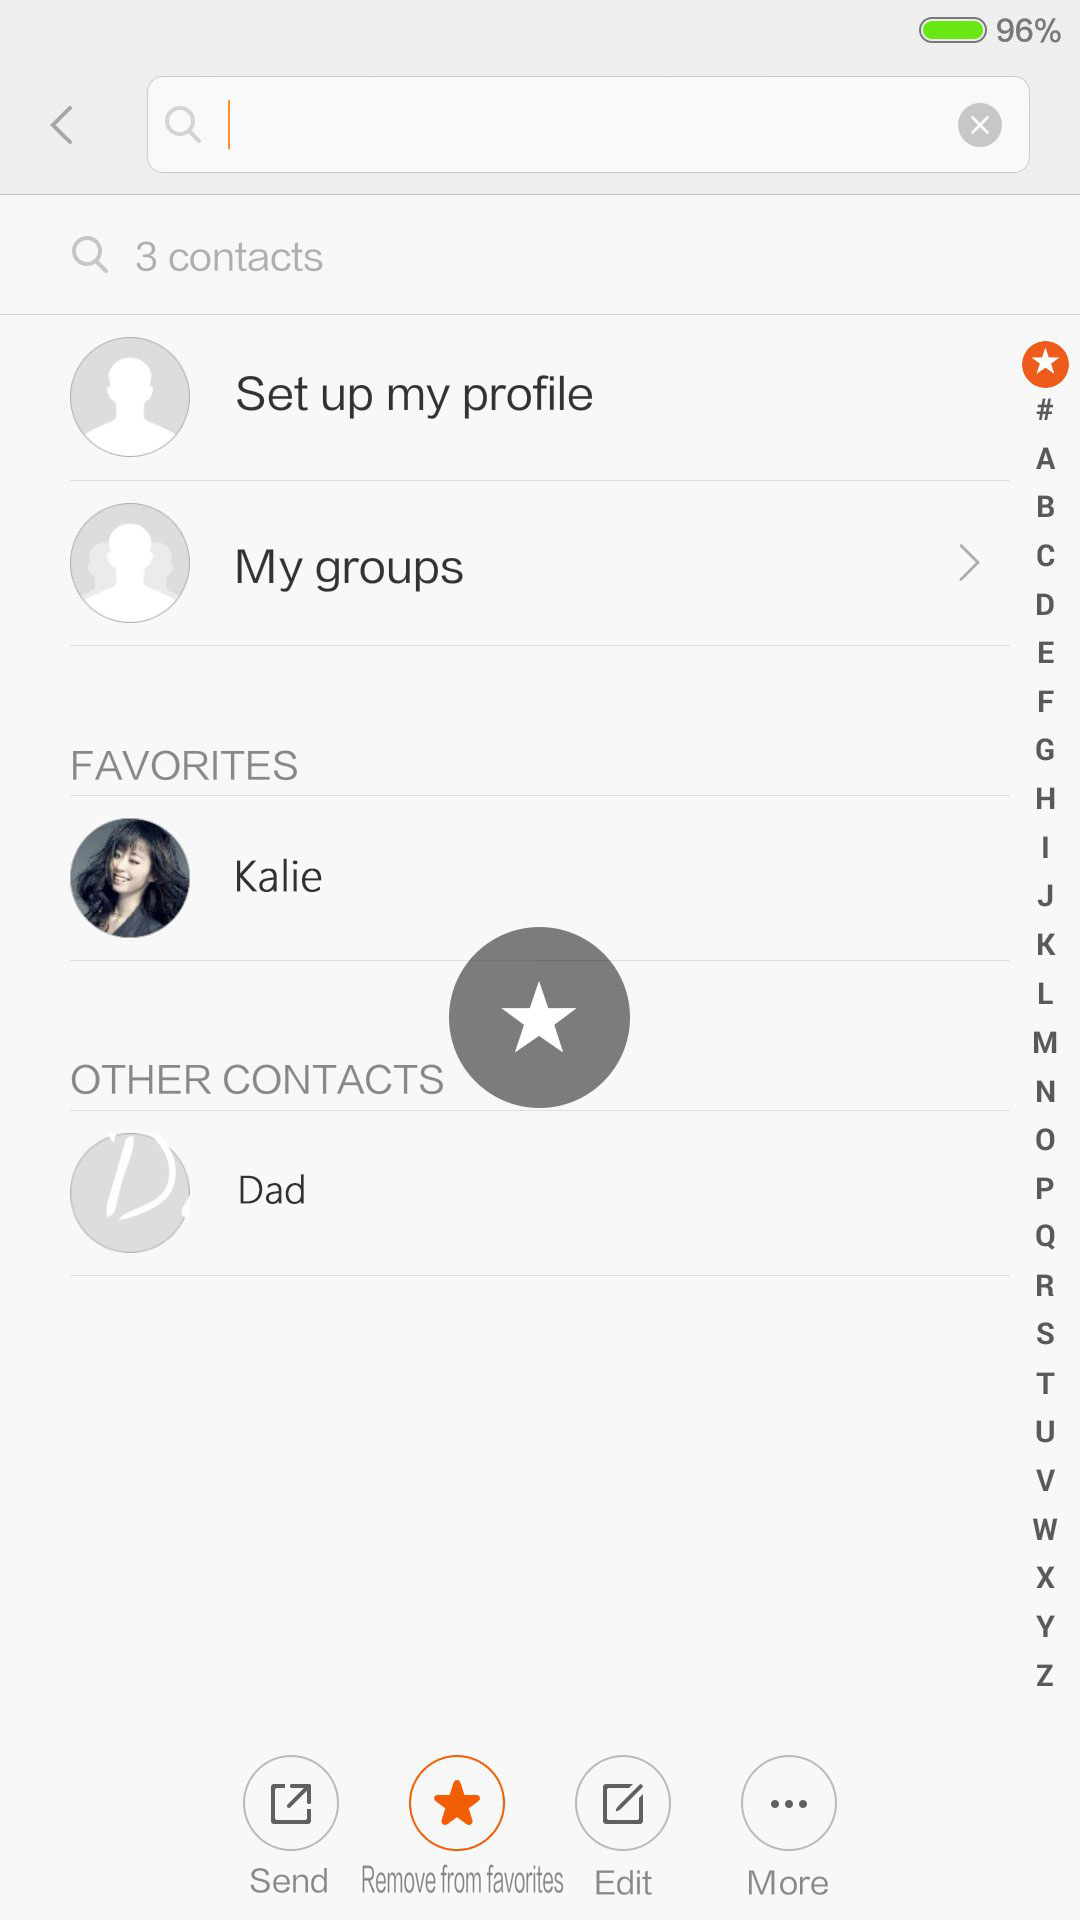 96%
3 contacts
Set up my profile
My groups
FAVORITES
Kalie
OTHER CONTACTS
D.
Dad
#
A
B
C
D
E
F
G
H
I
J
K
L
M
N
O
P
Q
R
S
T
U
V
W
X
Y
Z
Send
Remove from favorites
Edit
More